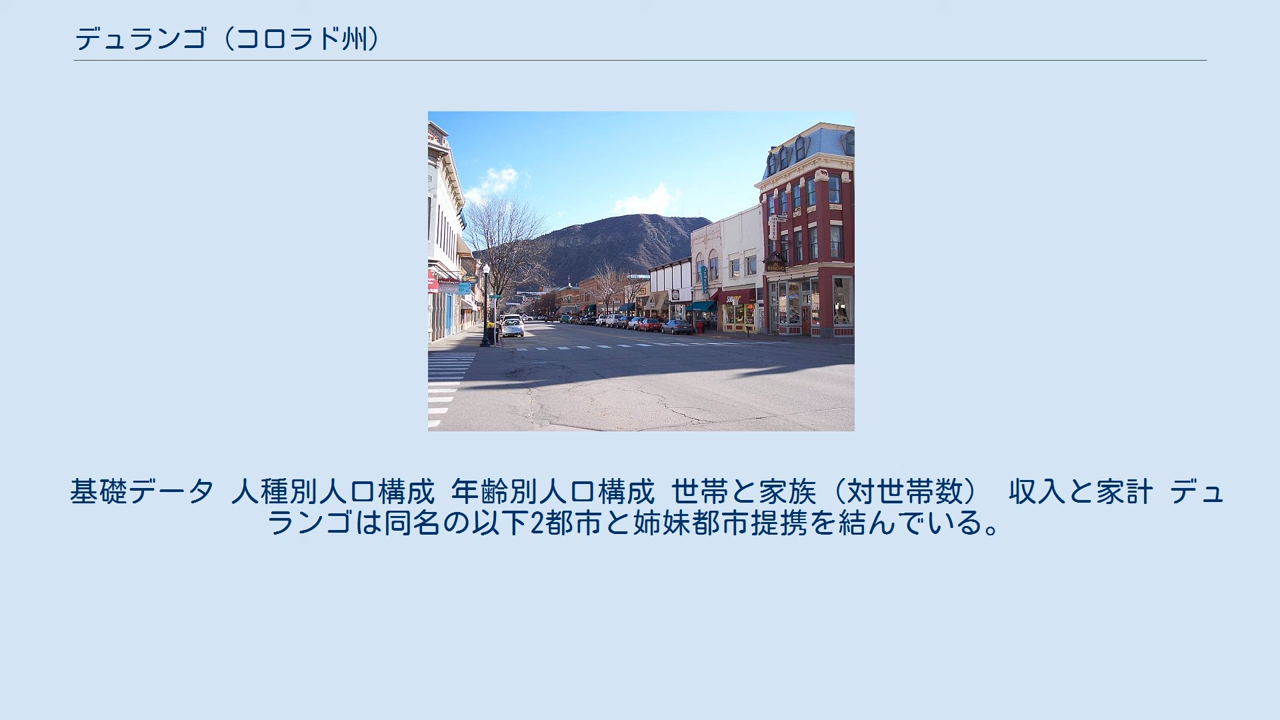 デュランゴ（コロラド州）
基礎データ 人種別人口構成 年齢別人口構成 世帯と家族（対世帯数） 収入と家計 デュ
ランゴは同名の以下2都市と姉妹都市提携を結んでいる。